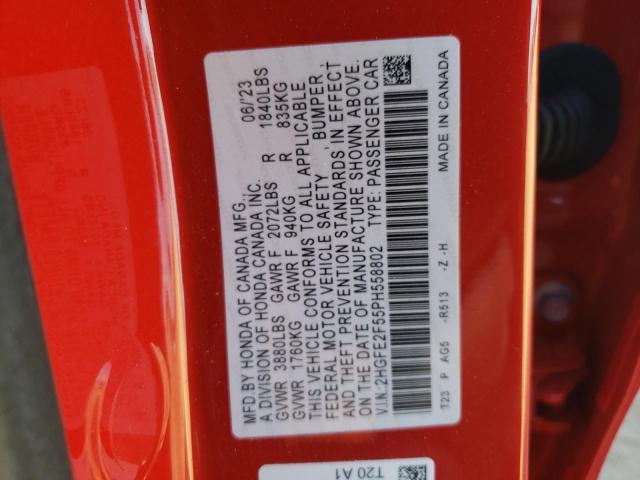 MFD.BY HONDA OF CANADA MFG., 06/'23
A DIVISION OF HONDA CANADA INC.
GVWR 3880LBS GAWR F 2072LBS R 1840LBS
GVWR 1760KG GAWR F 940KG R 835KG
THIS VEHICLE CONFORMS TO ALL APPLICABLE
FEDERAL MOTOR VEHICLE SAFETY , BUMPER ,
AND THEFT PREVENTION STANDARDS IN EFFECT
ON THE DATE OF MANUFACTURE SHOWN ABOVE.
V.I.N.:2HGFE2F55PH558802 TYPE: PASSENGER CAR
T23 P AG5 -R513 -Z -H MADE IN CANADA
T20 A1